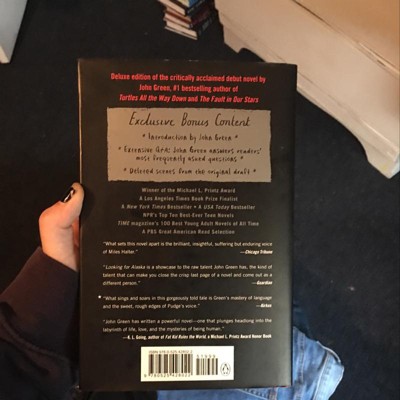 Deluxe edition of the critically acclaimed debut novel by
John Green, #1 bestselling author of
Turtles All the Way Down and The Fault in Our Stars
Exclusive Bonus Content
* Introduction by John Green *
* Extensive Q&A: John Green answers readers'
most frequently asked questions *
* Deleted scenes from the original draft *
Winner of the Michael L. Printz Award
A Los Angeles Times Book Prize Finalist
A New York Times Bestseller • A USA Today Bestseller
NPR's Top Ten Best-Ever Teen Novels
TIME magazine's 100 Best Young Adult Novels of All Time
A PBS Great American Read Selection
"What sets this novel apart is the brilliant, insightful, suffering but enduring voice
of Miles Halter." —Chicago Tribune
"Looking for Alaska is a showcase to the raw talent John Green has, the kind of
talent that can make you close the crisp last page of a novel and come out as a
different person." —Guardian
"What sings and soars in this gorgeously told tale is Green's mastery of language
and the sweet, rough edges of Pudge's voice." —Kirkus
"John Green has written a powerful novel—one that plunges headlong into the
labyrinth of life, love, and the mysteries of being human."
—K. L. Going, author of Fat Kid Rules the World, a Michael L. Printz Award Honor Book